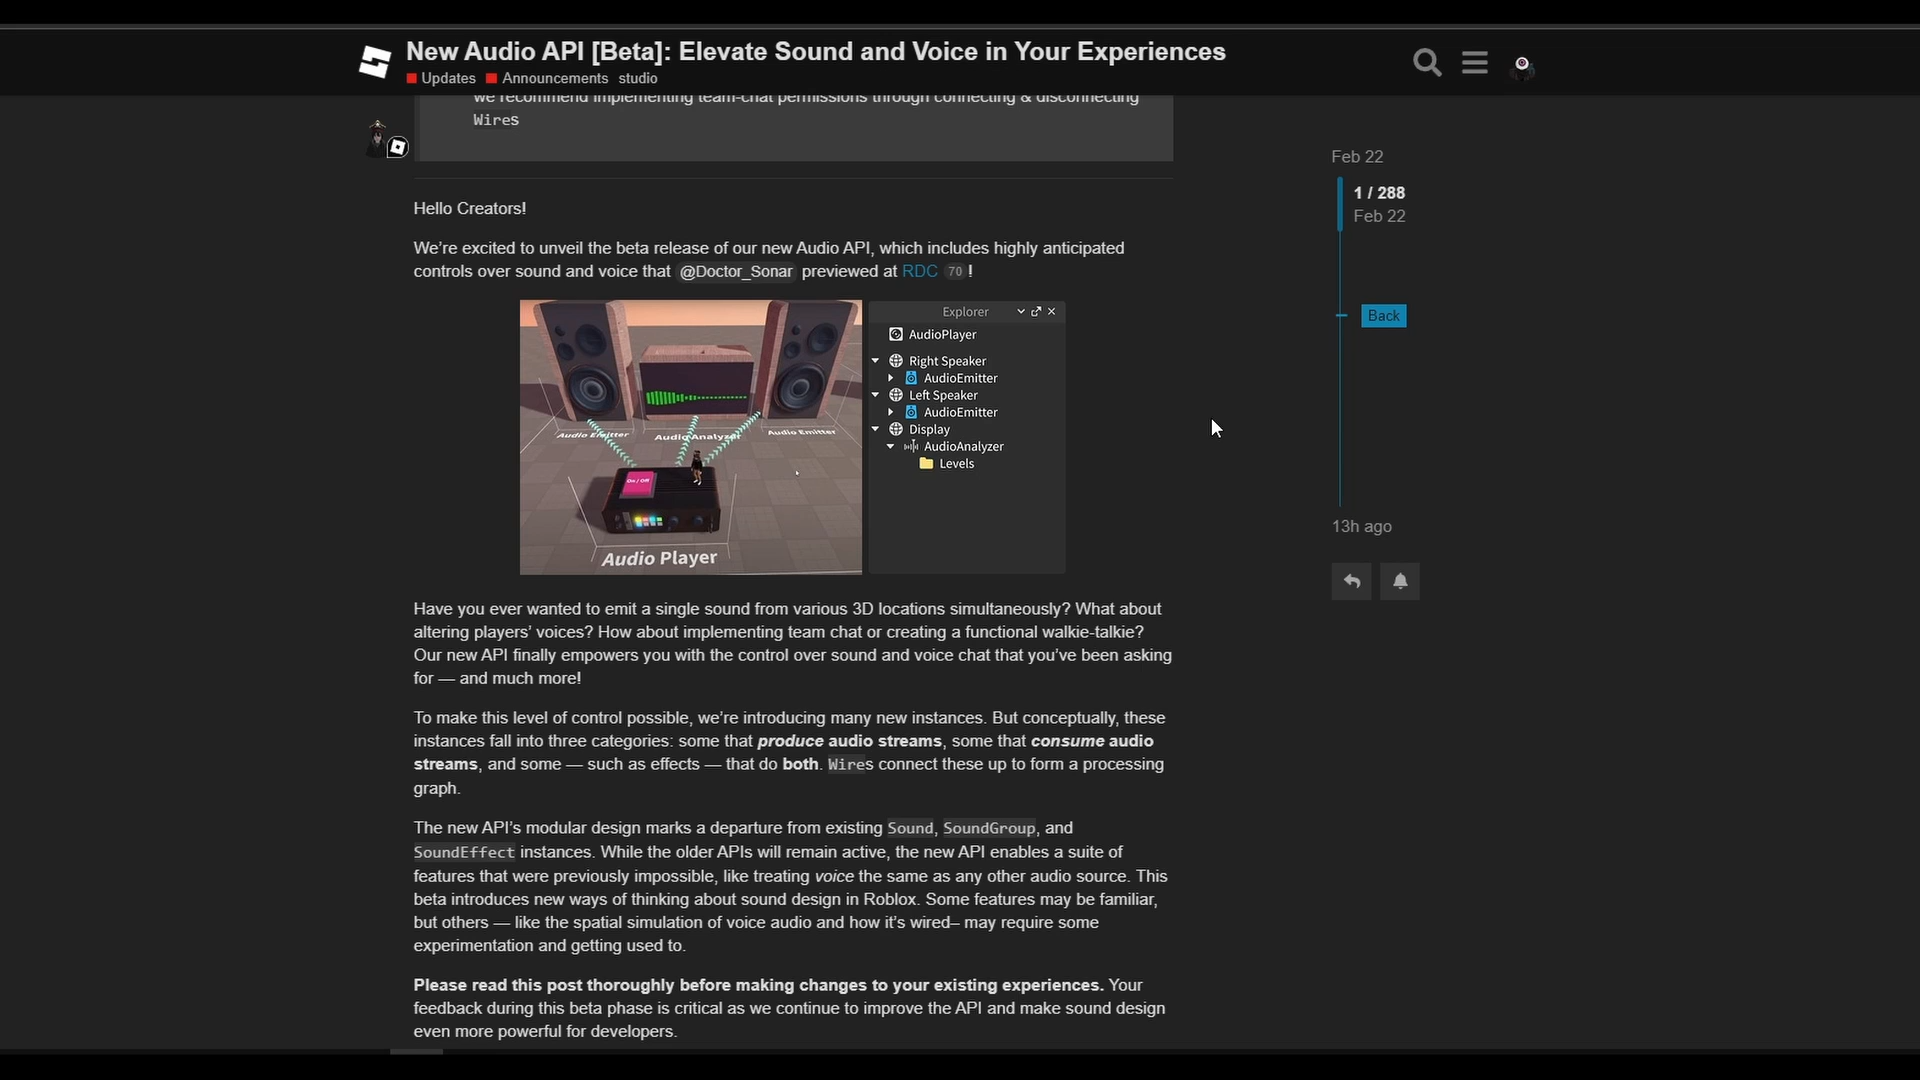 New Audio API [Beta]: Elevate Sound and Voice in Your Experiences
Updates Announcements studio
we recommend implementing team-chat permissions through connecting & disconnecting
Wires
Hello Creators!
We’re excited to unveil the beta release of our new Audio API, which includes highly anticipated
controls over sound and voice that @Doctor_Sonar previewed at RDC 70 !
Audio Emitter
Audio Analyzer
Audio Emitter
On / Off
Audio Player
Explorer
AudioPlayer
Right Speaker
AudioEmitter
Left Speaker
AudioEmitter
Display
AudioAnalyzer
Levels
Have you ever wanted to emit a single sound from various 3D locations simultaneously? What about
altering players’ voices? How about implementing team chat or creating a functional walkie-talkie?
Our new API finally empowers you with the control over sound and voice chat that you’ve been asking
for — and much more!
To make this level of control possible, we’re introducing many new instances. But conceptually, these
instances fall into three categories: some that produce audio streams, some that consume audio
streams, and some — such as effects — that do both. Wires connect these up to form a processing
graph.
The new API’s modular design marks a departure from existing Sound, SoundGroup, and
SoundEffect instances. While the older APIs will remain active, the new API enables a suite of
features that were previously impossible, like treating voice the same as any other audio source. This
beta introduces new ways of thinking about sound design in Roblox. Some features may be familiar,
but others — like the spatial simulation of voice audio and how it’s wired– may require some
experimentation and getting used to.
Please read this post thoroughly before making changes to your existing experiences. Your
feedback during this beta phase is critical as we continue to improve the API and make sound design
even more powerful for developers.
Feb 22
1 / 288
Feb 22
Back
13h ago